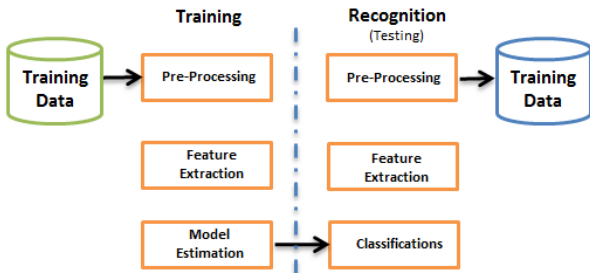 Training
Recognition
(Testing)
Training
Data
Pre-Processing
Pre-Processing
Training
Data
Feature
Extraction
Feature
Extraction
Model
Estimation
Classifications